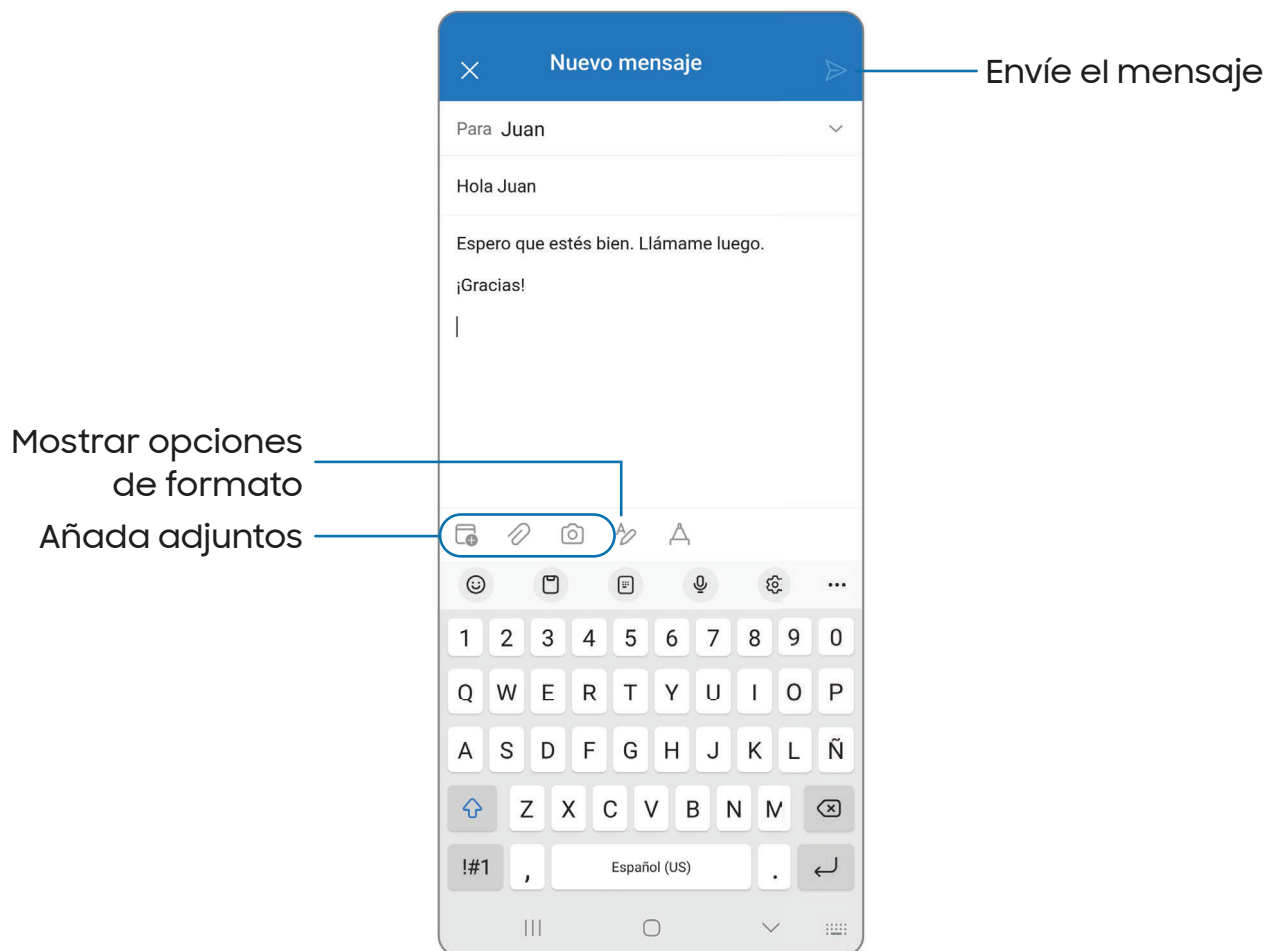 Nuevo mensaje
Envíe el mensaje
Para Juan
Hola Juan
Espero que estés bien. Llámame luego.
¡Gracias!
Mostrar opciones
de formato
Añada adjuntos
1 2 3 4 5 6 7 8 9 0
Q W E R T Y U I O P
A S D F G H J K L Ñ
Z X C V B N M
!#1 , Español (US) .